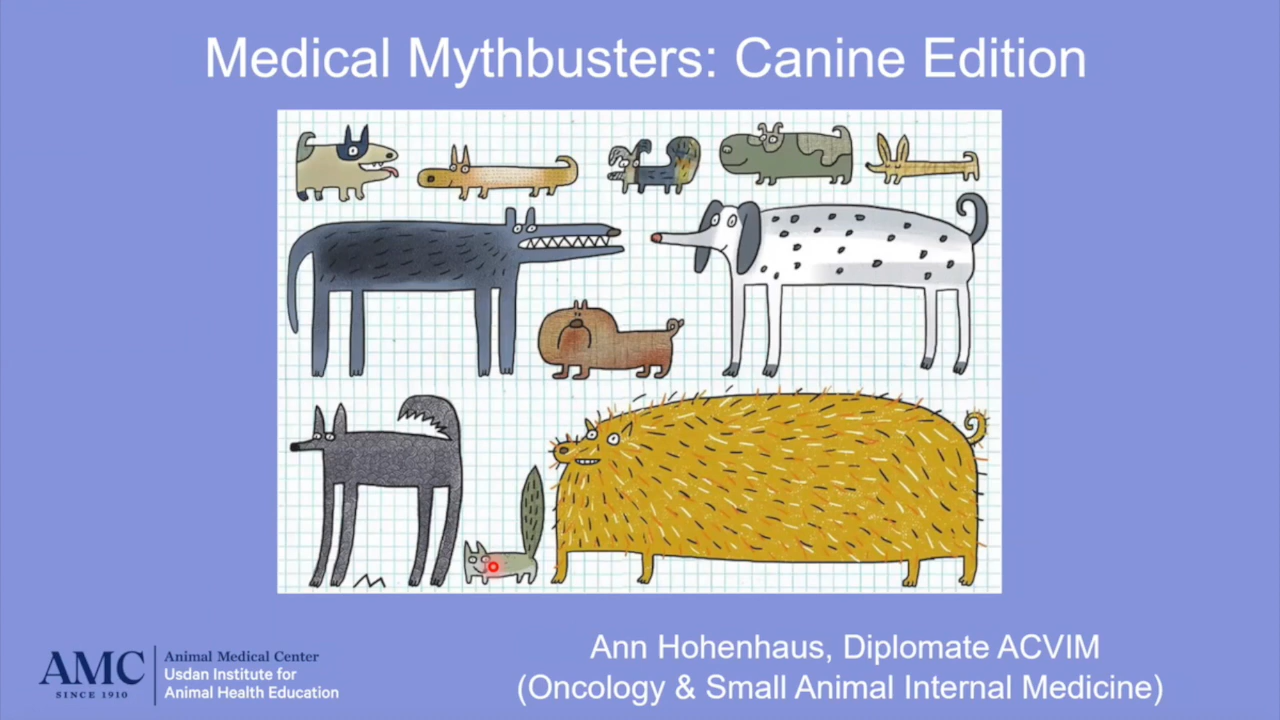 Medical Mythbusters: Canine Edition
Ann Hohenhaus, Diplomate ACVIM
(Oncology & Small Animal Internal Medicine)
AMC
SINCE 1910
Animal Medical Center
Usdan Institute for
Animal Health Education